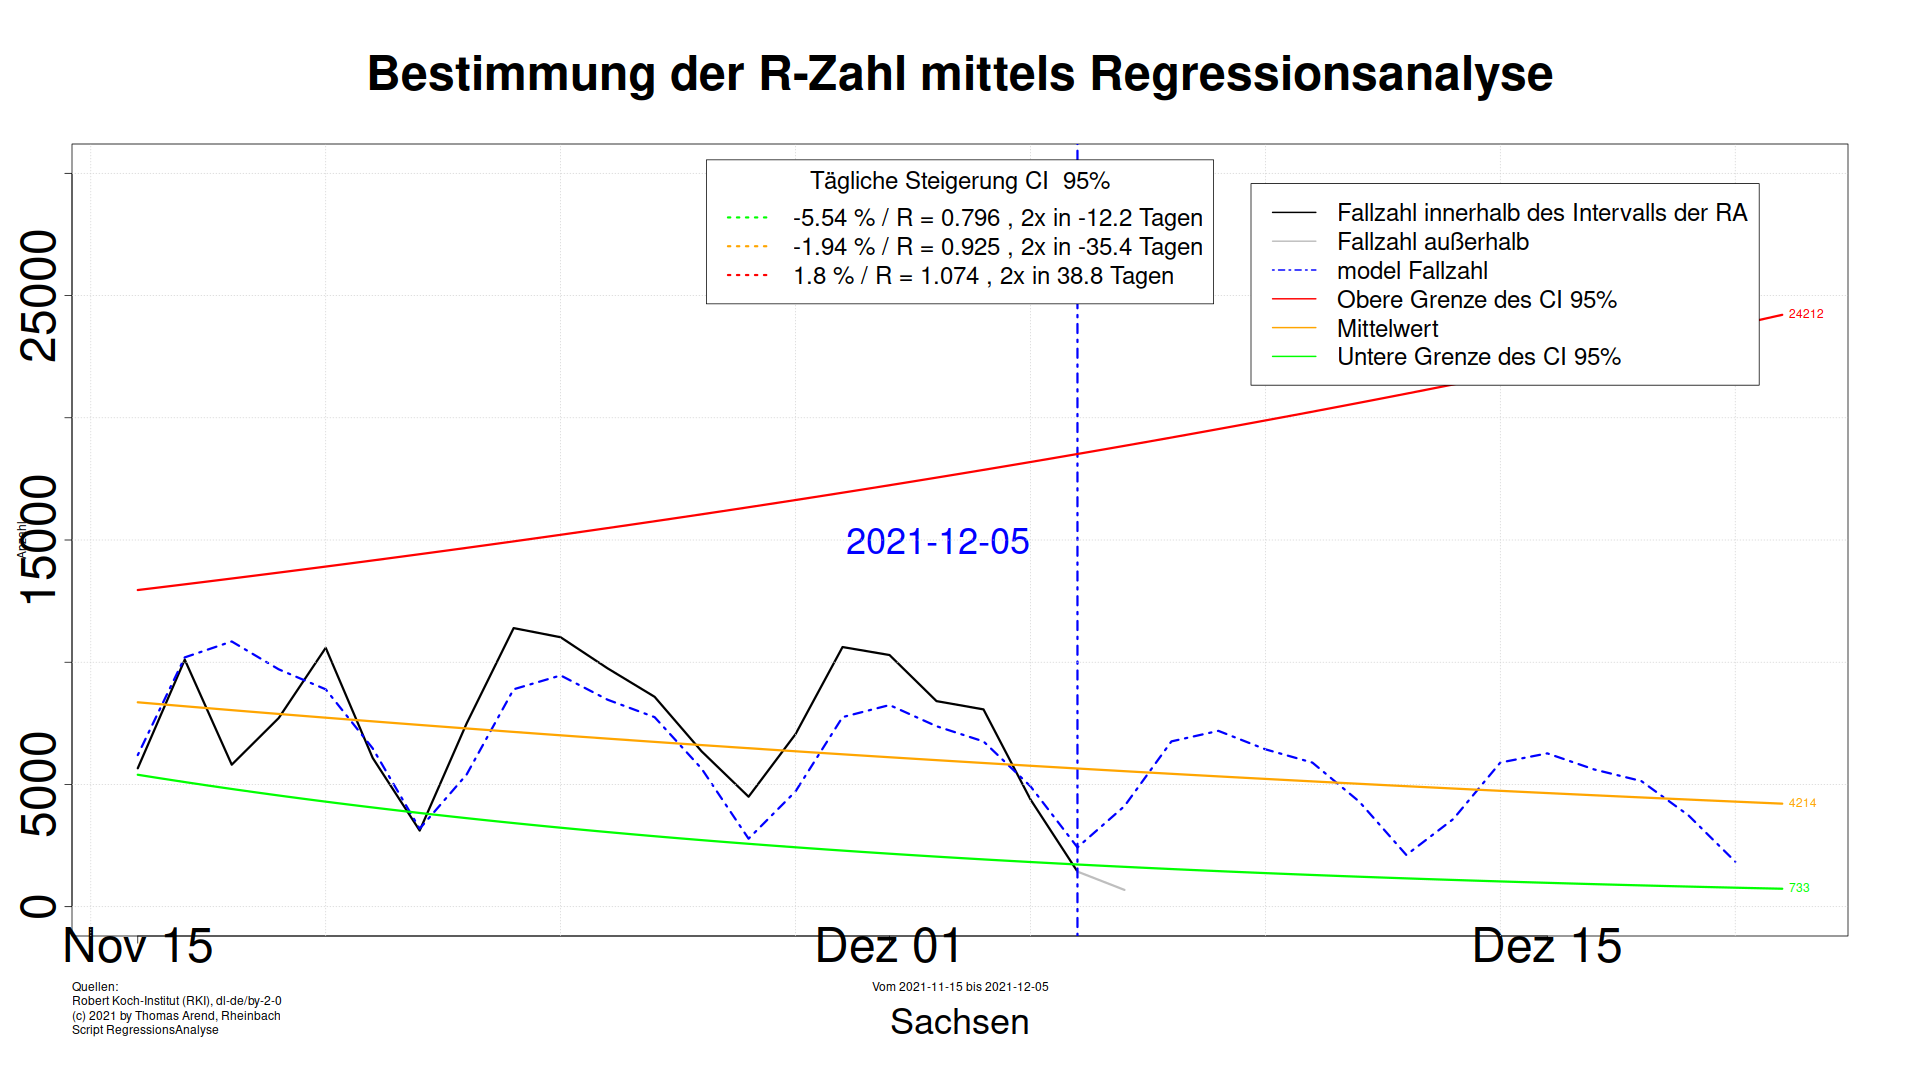 Bestimmung der R-Zahl mittels Regressionsanalyse
Tägliche Steigerung CI 95%
-5.54 % / R = 0.796 , 2x in -12.2 Tagen
-1.94 % / R = 0.925 , 2x in -35.4 Tagen
1.8 % / R = 1.074 , 2x in 38.8 Tagen
Fallzahl innerhalb des Intervalls der RA
Fallzahl außerhalb
model Fallzahl
Obere Grenze des CI 95%
Mittelwert
Untere Grenze des CI 95%
24212
25000
15000
5000
0
Anzahl
2021-12-05
4214
733
Nov 15
Dez 01
Dez 15
Quellen:
Robert Koch-Institut (RKI), dl-de/by-2-0
(c) 2021 by Thomas Arend, Rheinbach
Script RegressionsAnalyse
Vom 2021-11-15 bis 2021-12-05
Sachsen